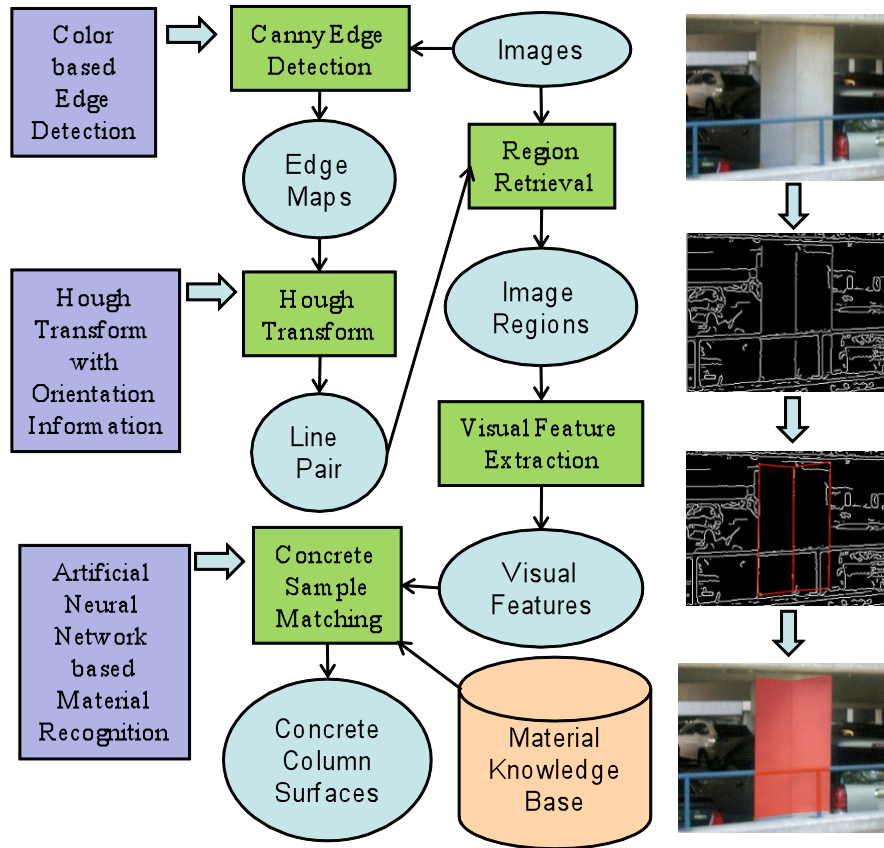 Color
based
Edge
Detection
Canny Edge
Detection
Images
Edge
Maps
Region
Retrieval
Hough
Transform
with
Orientation
Information
Hough
Transform
Image
Regions
Line
Pair
Visual Feature
Extraction
Artificial
Neural
Network
based
Material
Recognition
Concrete
Sample
Matching
Visual
Features
Concrete
Column
Surfaces
Material
Knowledge
Base